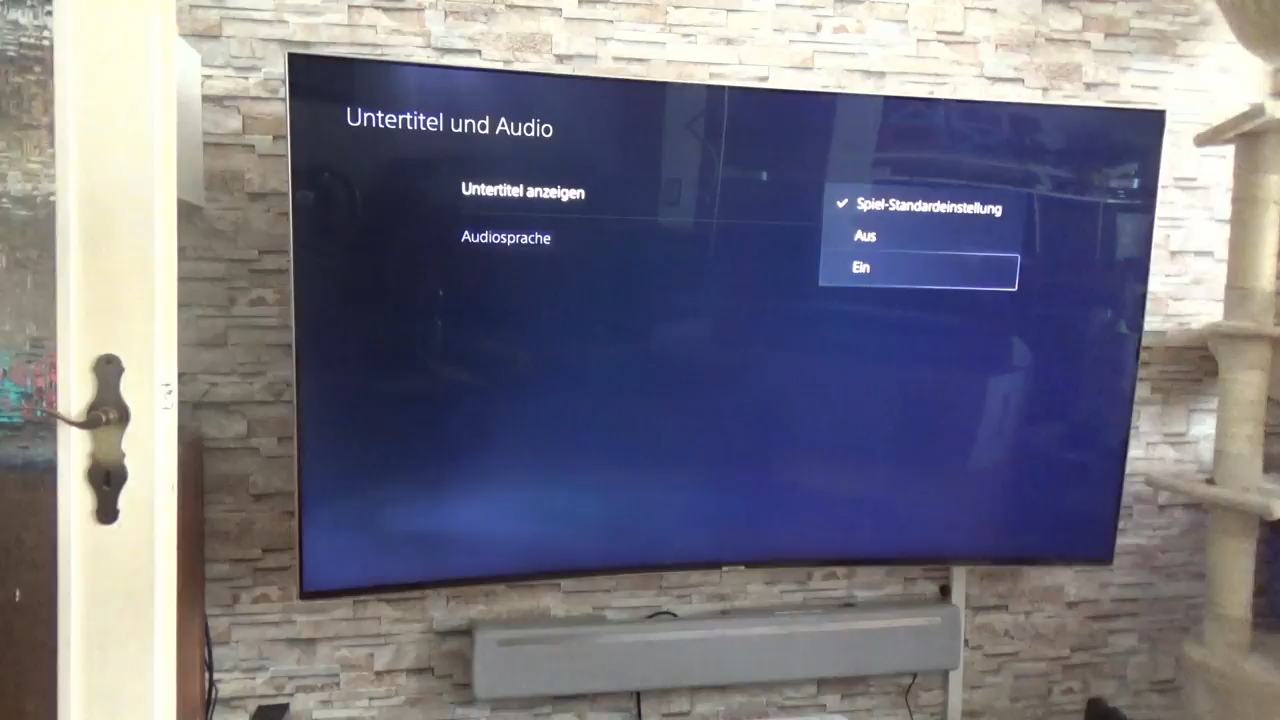 Untertitel und Audio
Untertitel anzeigen
Spiel-Standardeinstellung
Audiosprache
Aus
Ein